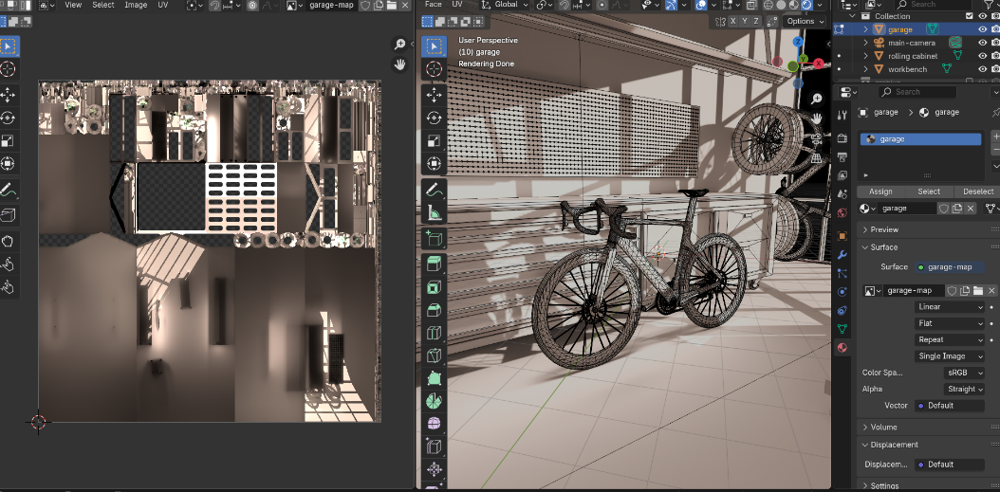 View Select Image UV
garage-map
Face UV
Global
Search
X Y Z
Options
User Perspective
(10) garage
Rendering Done
Collection
garage
main-camera
rolling cabinet
workbench
Search
garage > garage
garage
Assign Select Deselect
garage
Preview
Surface
Surface garage-map
garage-map
Linear
Flat
Repeat
Single Image
Color Spa... sRGB
Alpha Straight
Vector Default
Volume
Displacement
Displacem... Default
Settings